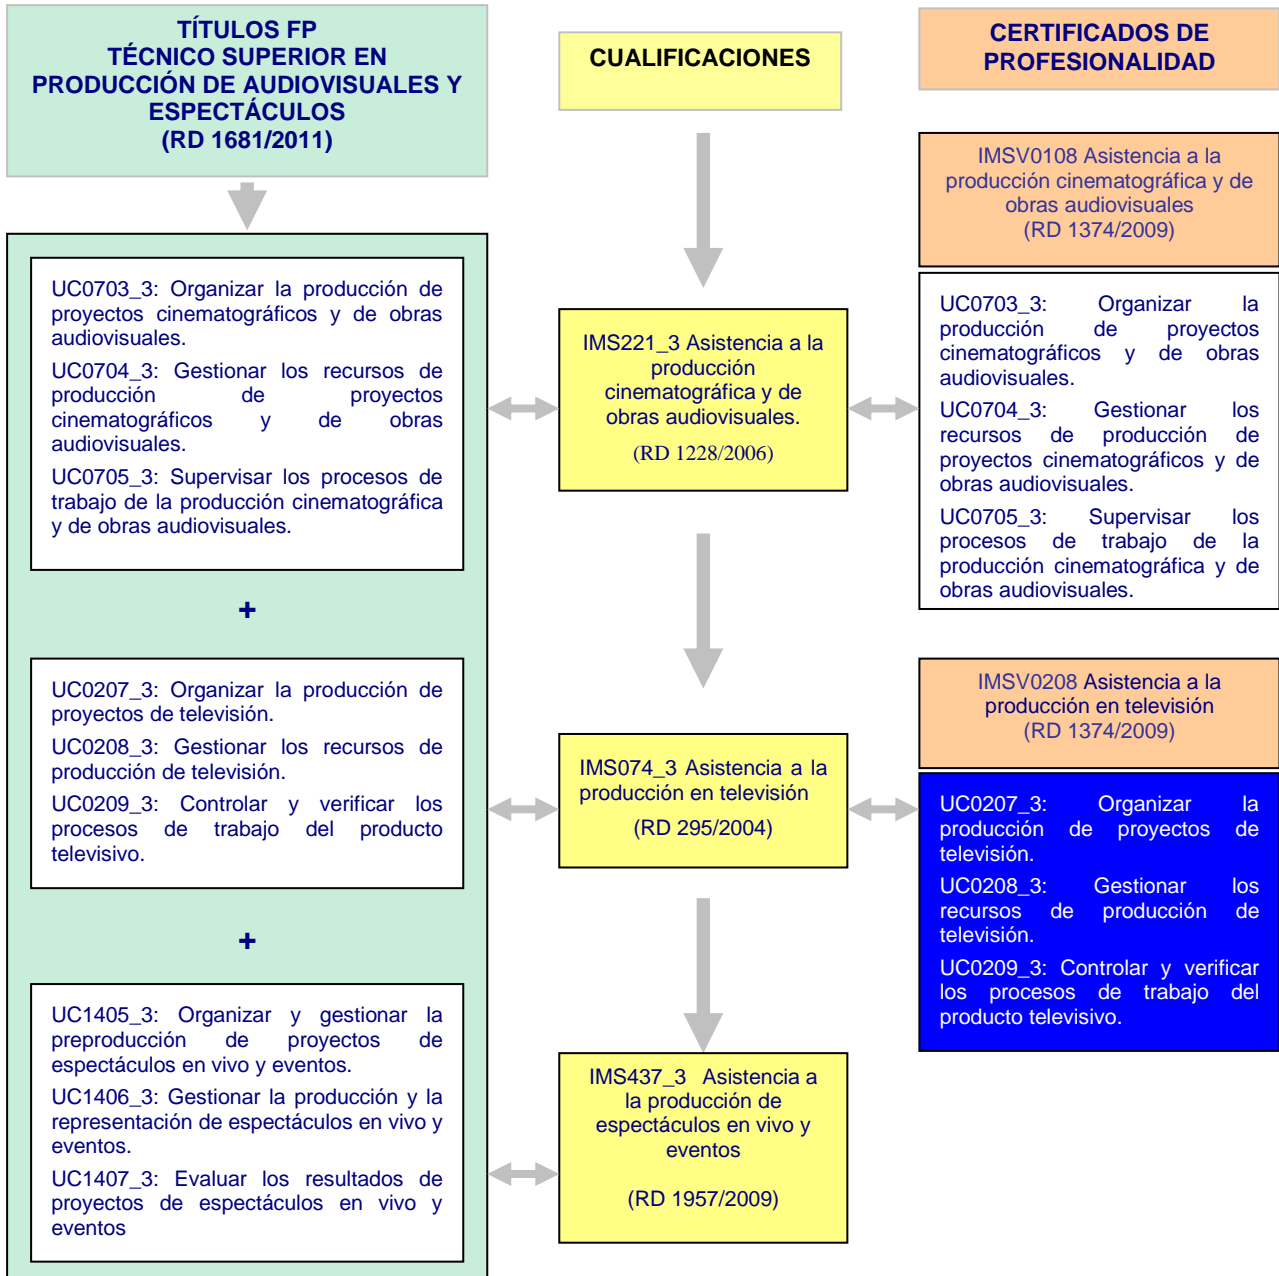 TÍTULOS FP
TÉCNICO SUPERIOR EN
PRODUCCIÓN DE AUDIOVISUALES Y
ESPECTÁCULOS
(RD 1681/2011)
UC0703_3: Organizar la producción de
proyectos cinematográficos y de obras
audiovisuales.
UC0704_3: Gestionar los recursos de
producción de proyectos
cinematográficos y de obras
audiovisuales.
UC0705_3: Supervisar los procesos de
trabajo de la producción cinematográfica
y de obras audiovisuales.
+
UC0207_3: Organizar la producción de
proyectos de televisión.
UC0208_3: Gestionar los recursos de
producción de televisión.
UC0209_3: Controlar y verificar los
procesos de trabajo del producto
televisivo.
+
UC1405_3: Organizar y gestionar la
preproducción de proyectos de
espectáculos en vivo y eventos.
UC1406_3: Gestionar la producción y la
representación de espectáculos en vivo y
eventos.
UC1407_3: Evaluar los resultados de
proyectos de espectáculos en vivo y
eventos
CUALIFICACIONES
IMS221_3 Asistencia a la
producción
cinematográfica y de
obras audiovisuales.
(RD 1228/2006)
IMS074_3 Asistencia a la
producción en televisión
(RD 295/2004)
IMS437_3 Asistencia a
la producción de
espectáculos en vivo y
eventos
(RD 1957/2009)
CERTIFICADOS DE
PROFESIONALIDAD
IMSV0108 Asistencia a la
producción cinematográfica y de
obras audiovisuales
(RD 1374/2009)
UC0703_3: Organizar la
producción de proyectos
cinematográficos y de obras
audiovisuales.
UC0704_3: Gestionar los
recursos de producción de
proyectos cinematográficos y de
obras audiovisuales.
UC0705_3: Supervisar los
procesos de trabajo de la
producción cinematográfica y de
obras audiovisuales.
IMSV0208 Asistencia a la
producción en televisión
(RD 1374/2009)
UC0207_3: Organizar la
producción de proyectos de
televisión.
UC0208_3: Gestionar los
recursos de producción de
televisión.
UC0209_3: Controlar y verificar
los procesos de trabajo del
producto televisivo.